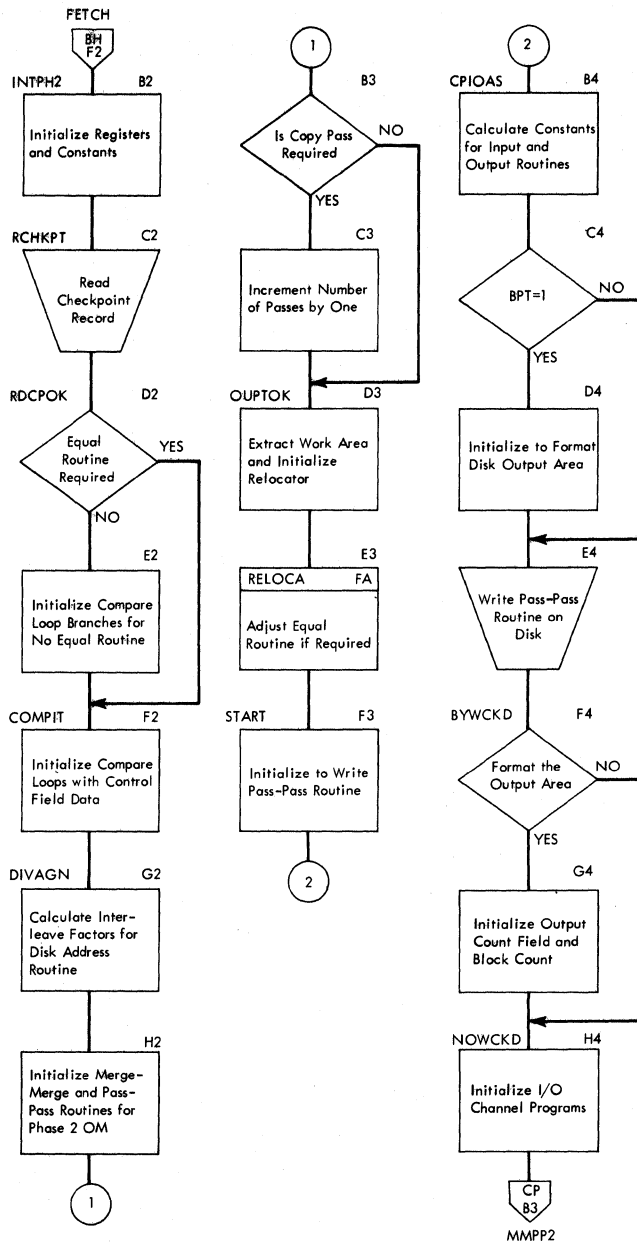 FETCH
BH
F2
INTPH2 B2
Initialize Registers
and Constants
RCHKPT C2
Read
Checkpoint
Record
RDCPOK D2
Equal
Routine
Required
YES
NO
E2
Initialize Compare
Loop Branches for
No Equal Routine
COMPIT F2
Initialize Compare
Loops with Control
Field Data
DIVAGN G2
Calculate Inter-
leave Factors for
Disk Address
Routine
H2
Initialize Merge-
Merge and Pass-
Pass Routines for
Phase 2 OM
1
1
B3
Is Copy Pass
Required
NO
YES
C3
Increment Number
of Passes by One
OUPTOK D3
Extract Work Area
and Initialize
Relocator
E3
RELOCA FA
Adjust Equal
Routine if Required
START F3
Initialize to Write
Pass-Pass Routine
2
2
CPIOAS B4
Calculate Constants
for Input and
Output Routines
C4
BPT=1
NO
YES
D4
Initialize to Format
Disk Output Area
E4
Write Pass-Pass
Routine on
Disk
BYWCKD F4
Format the
Output Area
NO
YES
G4
Initialize Output
Count Field and
Block Count
NOWCKD H4
Initialize I/O
Channel Programs
CP
B3
MMPP2